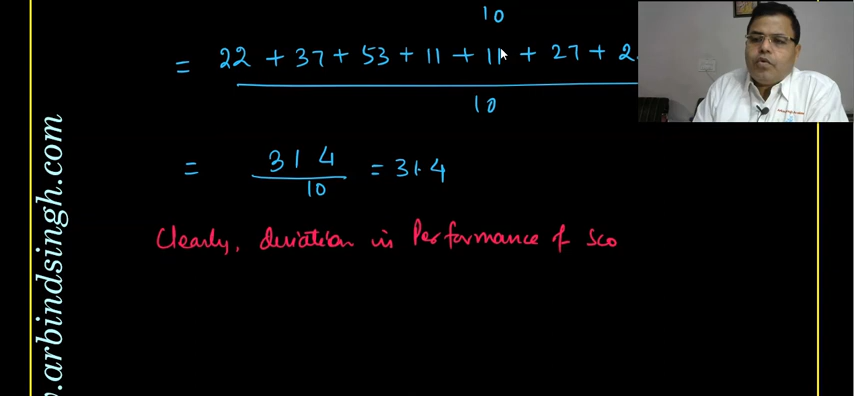 10
= 22 + 37 + 53 + 11 + 11 + 27 + 2
10
= 314/10 = 31.4
Clearly, deviation in Performance of sco
.arbindsingh.com